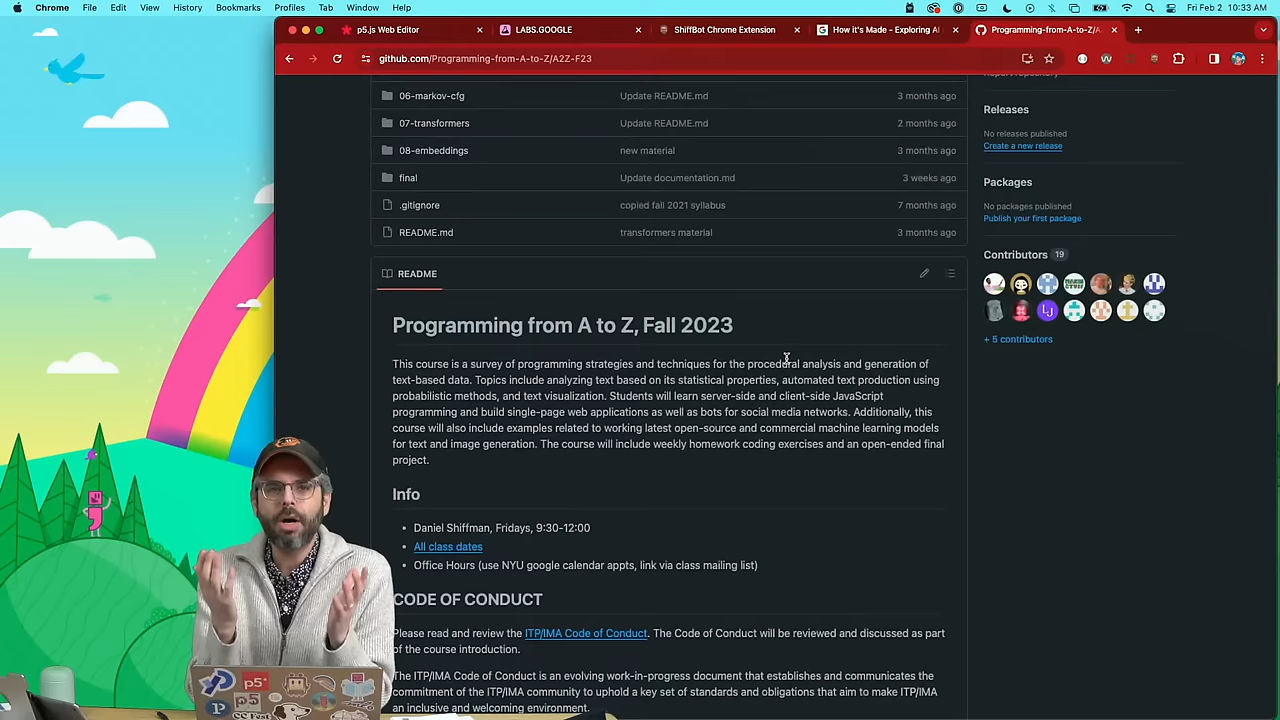 Chrome File Edit View History Bookmarks Profiles Tab Window Help Fri Feb 2 10:33 AM
p5.js Web Editor LABS.GOOGLE ShiffBot Chrome Extension How it's Made - Exploring AI Programming-from-A-to-Z/A
github.com/Programming-from-A-to-Z/A2Z-F23
06-markov-cfg Update README.md 3 months ago
07-transformers Update README.md 2 months ago
08-embeddings new material 3 months ago
final Update documentation.md 3 weeks ago
.gitignore copied fall 2021 syllabus 7 months ago
README.md transformers material 3 months ago
README
Programming from A to Z, Fall 2023
This course is a survey of programming strategies and techniques for the procederal analysis and generation of
text-based data. Topics include analyzing text based on its statistical properties, automated text production using
probabilistic methods, and text visualization. Students will learn server-side and client-side JavaScript
programming and build single-page web applications as well as bots for social media networks. Additionally, this
course will also include examples related to working latest open-source and commercial machine learning models
for text and image generation. The course will include weekly homework coding exercises and an open-ended final
project.
Info
Daniel Shiffman, Fridays, 9:30-12:00
All class dates
Office Hours (use NYU google calendar appts, link via class mailing list)
CODE OF CONDUCT
Please read and review the ITP/IMA Code of Conduct. The Code of Conduct will be reviewed and discussed as part
of the course introduction.
The ITP/IMA Code of Conduct is an evolving work-in-progress document that establishes and communicates the
commitment of the ITP/IMA community to uphold a key set of standards and obligations that aim to make ITP/IMA
an inclusive and welcoming environment.
Releases
No releases published
Create a new release
Packages
No packages published
Publish your first package
Contributors 19
LJ
+ 5 contributors
p5*
p5
CC Fest